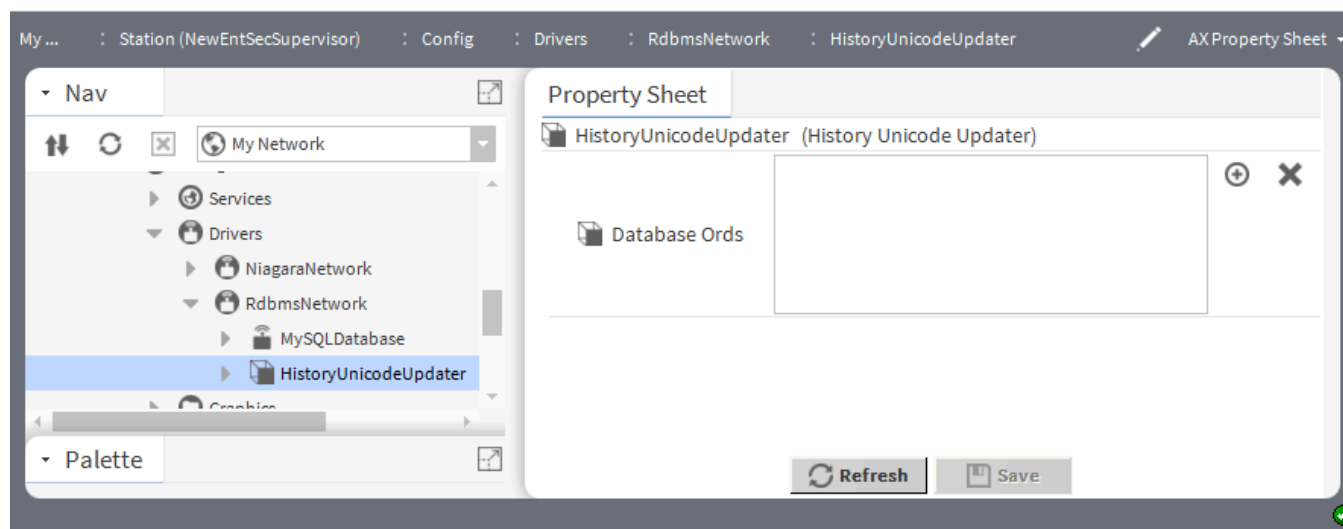 My ... : Station (NewEntSecSupervisor) : Config : Drivers : RdbmsNetwork : HistoryUnicodeUpdater AX Property Sheet
Nav
My Network
Services
Drivers
NiagaraNetwork
RdbmsNetwork
MySQLDatabase
HistoryUnicodeUpdater
Graphics
Palette
Property Sheet
HistoryUnicodeUpdater (History Unicode Updater)
Database Ords
Refresh Save